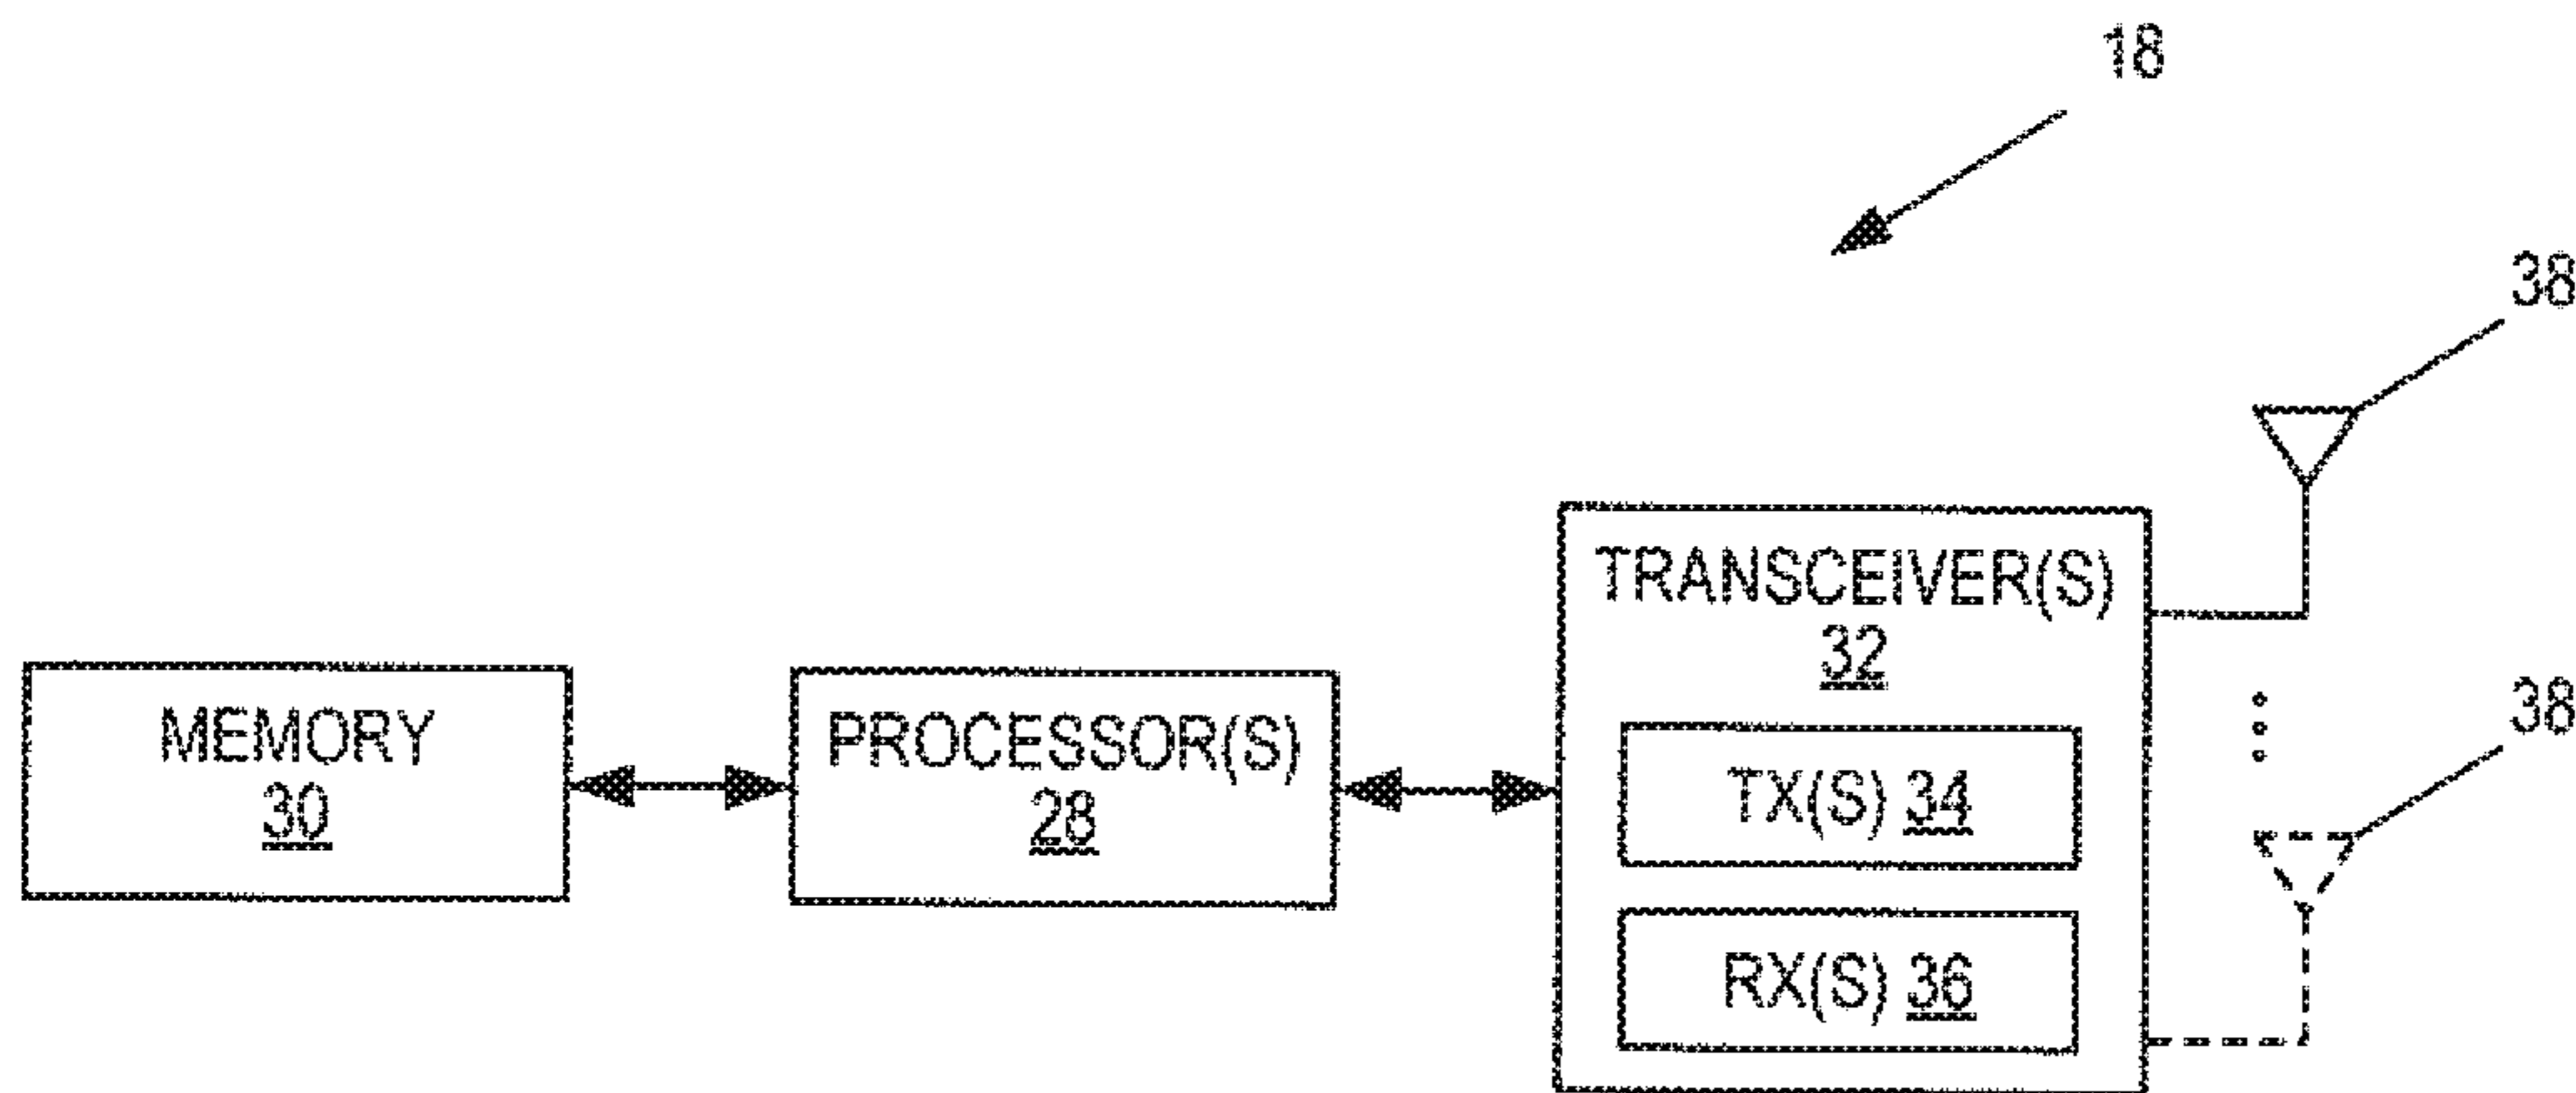 18
38
TRANSCEIVER(S)
32
MEMORY
30
PROCESSOR(S)
28
TX(S) 34
RX(S) 36
38